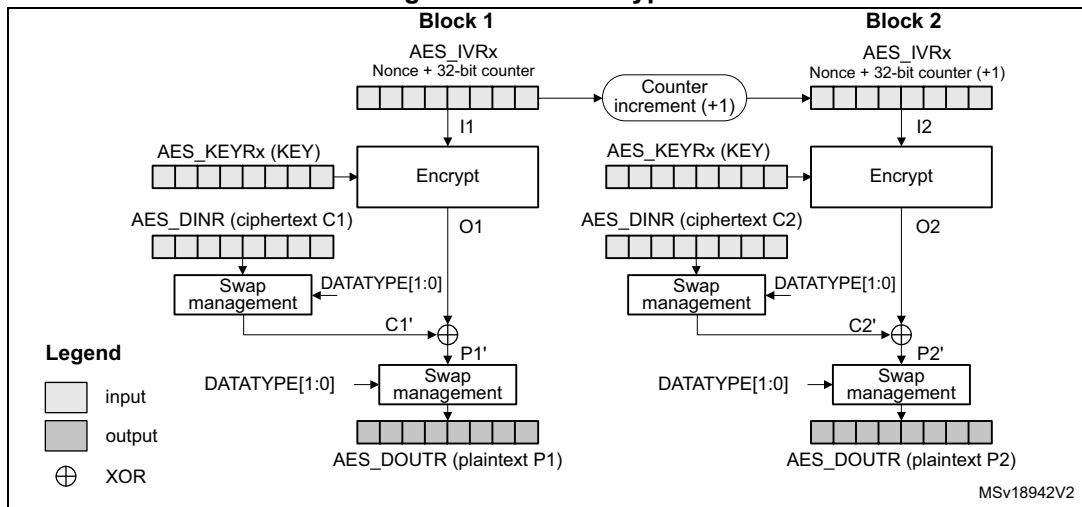 Block 1
Block 2
AES_IVRx
Nonce + 32-bit counter
Counter
increment (+1)
AES_IVRx
Nonce + 32-bit counter (+1)
I1
I2
AES_KEYRx (KEY)
Encrypt
AES_KEYRx (KEY)
Encrypt
AES_DINR (ciphertext C1)
O1
AES_DINR (ciphertext C2)
O2
Swap
management
DATATYPE[1:0]
Swap
management
DATATYPE[1:0]
C1'
C2'
P1'
P2'
DATATYPE[1:0]
Swap
management
DATATYPE[1:0]
Swap
management
AES_DOUTR (plaintext P1)
AES_DOUTR (plaintext P2)
Legend
input
output
XOR
MSv18942V2